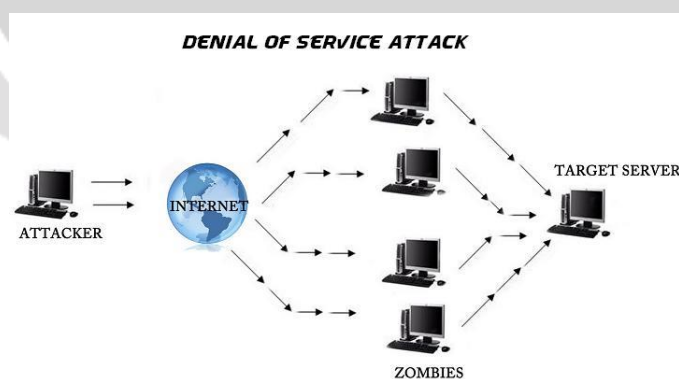 DENIAL OF SERVICE ATTACK
TARGET SERVER
INTERNET
ATTACKER
ZOMBIES